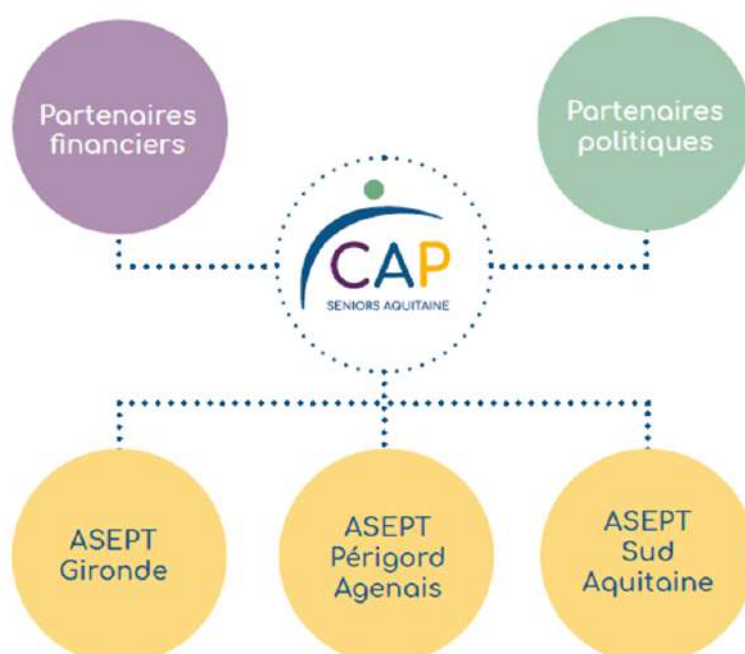 Partenaires
financiers
Partenaires
politiques
CAP
SENIORS AQUITAINE
ASEPT
Gironde
ASEPT
Périgord
Agenais
ASEPT
Sud
Aquitaine